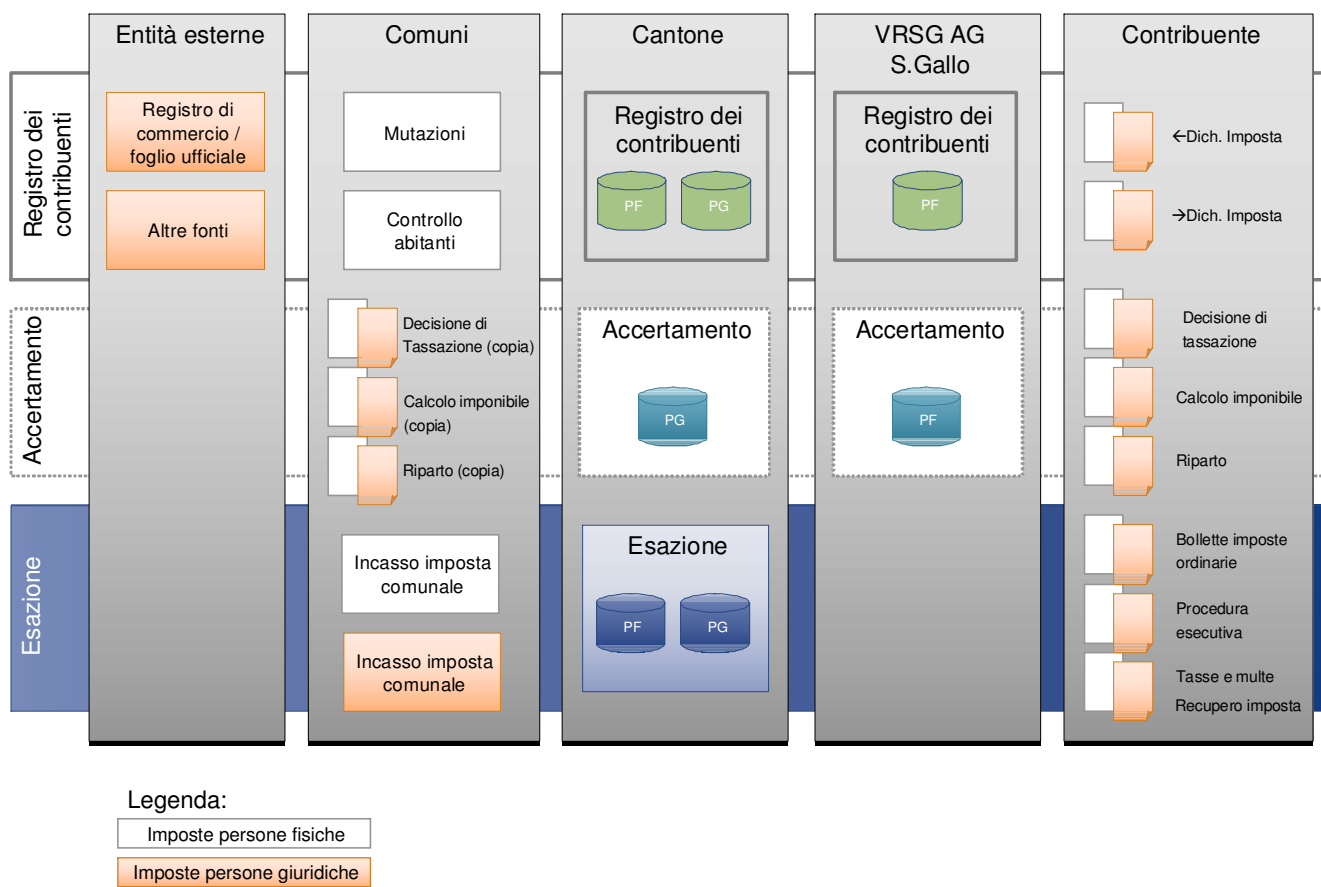 Entità esterne
Comuni
Cantone
VRSG AG
S.Gallo
Contribuente
Registro dei
contribuenti
Registro di
commercio /
foglio ufficiale
Altre fonti
Mutazioni
Controllo
abitanti
Registro dei
contribuenti
PF
PG
Registro dei
contribuenti
PF
←Dich. Imposta
→Dich. Imposta
Accertamento
Decisione di
Tassazione (copia)
Calcolo imponibile
(copia)
Riparto (copia)
Accertamento
PG
Accertamento
PF
Decisione di
tassazione
Calcolo imponibile
Riparto
Esazione
Incasso imposta
comunale
Incasso imposta
comunale
Esazione
PF
PG
Bollette imposte
ordinarie
Procedura
esecutiva
Tasse e multe
Recupero imposta
Legenda:
Imposte persone fisiche
Imposte persone giuridiche